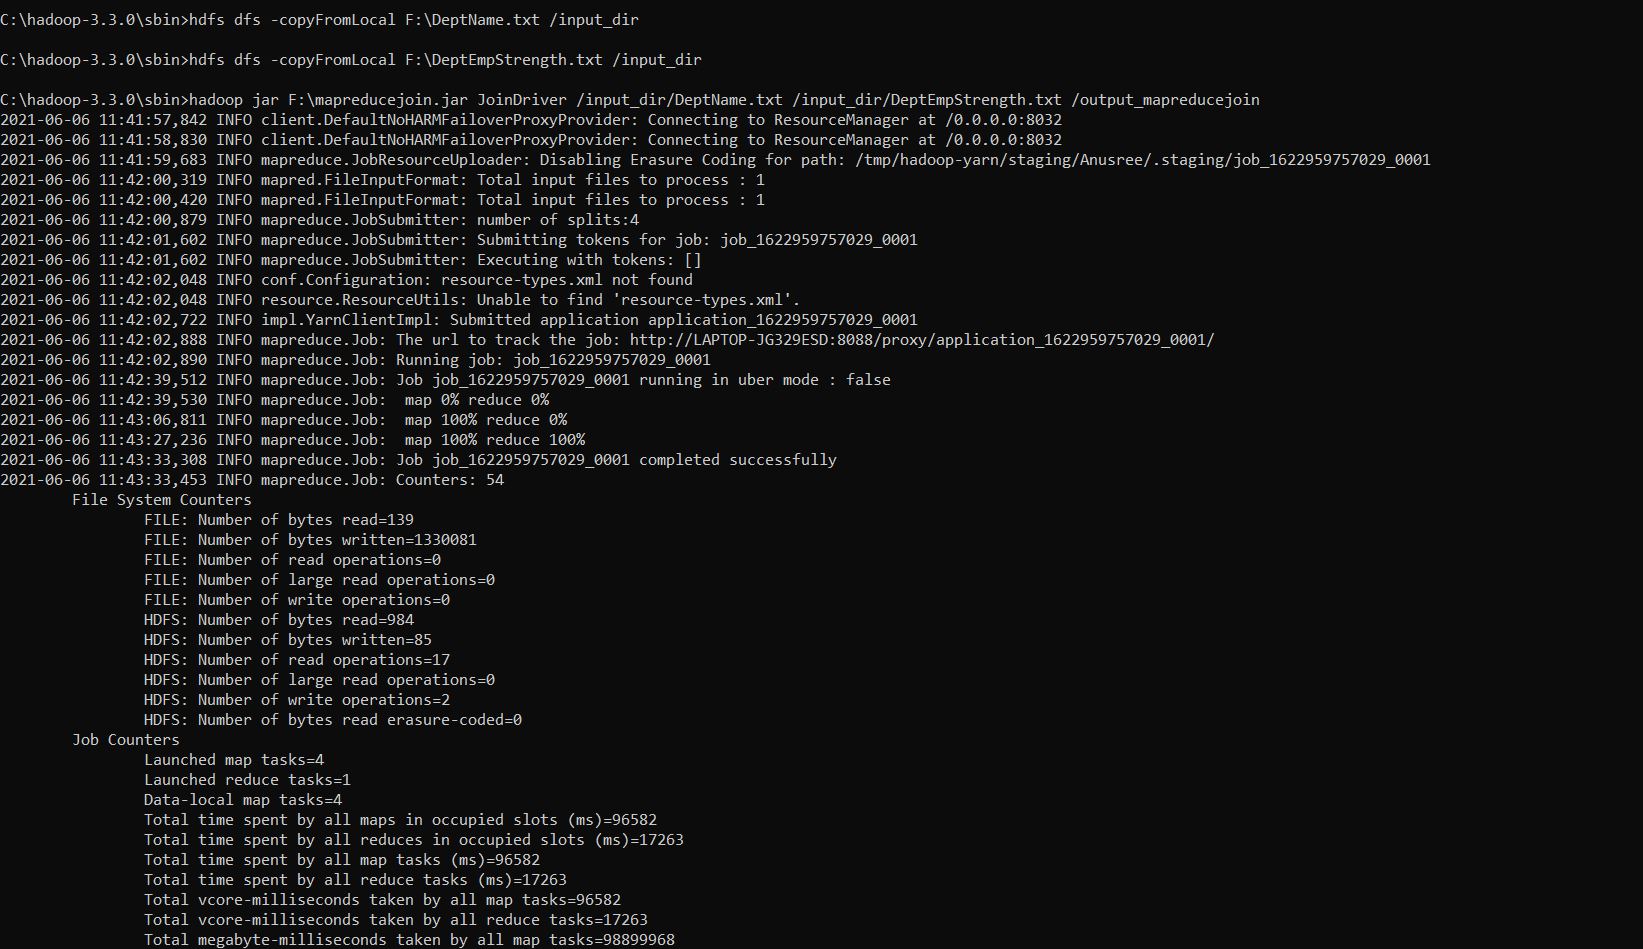 C:\hadoop-3.3.0\sbin>hdfs dfs -copyFromLocal F:\DeptName.txt /input_dir
C:\hadoop-3.3.0\sbin>hdfs dfs -copyFromLocal F:\DeptEmpStrength.txt /input_dir
C:\hadoop-3.3.0\sbin>hadoop jar F:\mapreducejoin.jar JoinDriver /input_dir/DeptName.txt /input_dir/DeptEmpStrength.txt /output_mapreducejoin
2021-06-06 11:41:57,842 INFO client.DefaultNoHARMFailoverProxyProvider: Connecting to ResourceManager at /0.0.0.0:8032
2021-06-06 11:41:58,830 INFO client.DefaultNoHARMFailoverProxyProvider: Connecting to ResourceManager at /0.0.0.0:8032
2021-06-06 11:41:59,683 INFO mapreduce.JobResourceUploader: Disabling Erasure Coding for path: /tmp/hadoop-yarn/staging/Anusree/.staging/job_1622959757029_0001
2021-06-06 11:42:00,319 INFO mapred.FileInputFormat: Total input files to process : 1
2021-06-06 11:42:00,420 INFO mapred.FileInputFormat: Total input files to process : 1
2021-06-06 11:42:00,879 INFO mapreduce.JobSubmitter: number of splits:4
2021-06-06 11:42:01,602 INFO mapreduce.JobSubmitter: Submitting tokens for job: job_1622959757029_0001
2021-06-06 11:42:01,602 INFO mapreduce.JobSubmitter: Executing with tokens: []
2021-06-06 11:42:02,048 INFO conf.Configuration: resource-types.xml not found
2021-06-06 11:42:02,048 INFO resource.ResourceUtils: Unable to find 'resource-types.xml'.
2021-06-06 11:42:02,722 INFO impl.YarnClientImpl: Submitted application application_1622959757029_0001
2021-06-06 11:42:02,888 INFO mapreduce.Job: The url to track the job: http://LAPTOP-JG329ESD:8088/proxy/application_1622959757029_0001/
2021-06-06 11:42:02,890 INFO mapreduce.Job: Running job: job_1622959757029_0001
2021-06-06 11:42:39,512 INFO mapreduce.Job: Job job_1622959757029_0001 running in uber mode : false
2021-06-06 11:42:39,530 INFO mapreduce.Job:  map 0% reduce 0%
2021-06-06 11:43:06,811 INFO mapreduce.Job:  map 100% reduce 0%
2021-06-06 11:43:27,236 INFO mapreduce.Job:  map 100% reduce 100%
2021-06-06 11:43:33,308 INFO mapreduce.Job: Job job_1622959757029_0001 completed successfully
2021-06-06 11:43:33,453 INFO mapreduce.Job: Counters: 54
File System Counters
FILE: Number of bytes read=139
FILE: Number of bytes written=1330081
FILE: Number of read operations=0
FILE: Number of large read operations=0
FILE: Number of write operations=0
HDFS: Number of bytes read=984
HDFS: Number of bytes written=85
HDFS: Number of read operations=17
HDFS: Number of large read operations=0
HDFS: Number of write operations=2
HDFS: Number of bytes read erasure-coded=0
Job Counters
Launched map tasks=4
Launched reduce tasks=1
Data-local map tasks=4
Total time spent by all maps in occupied slots (ms)=96582
Total time spent by all reduces in occupied slots (ms)=17263
Total time spent by all map tasks (ms)=96582
Total time spent by all reduce tasks (ms)=17263
Total vcore-milliseconds taken by all map tasks=96582
Total vcore-milliseconds taken by all reduce tasks=17263
Total megabyte-milliseconds taken by all map tasks=98899968